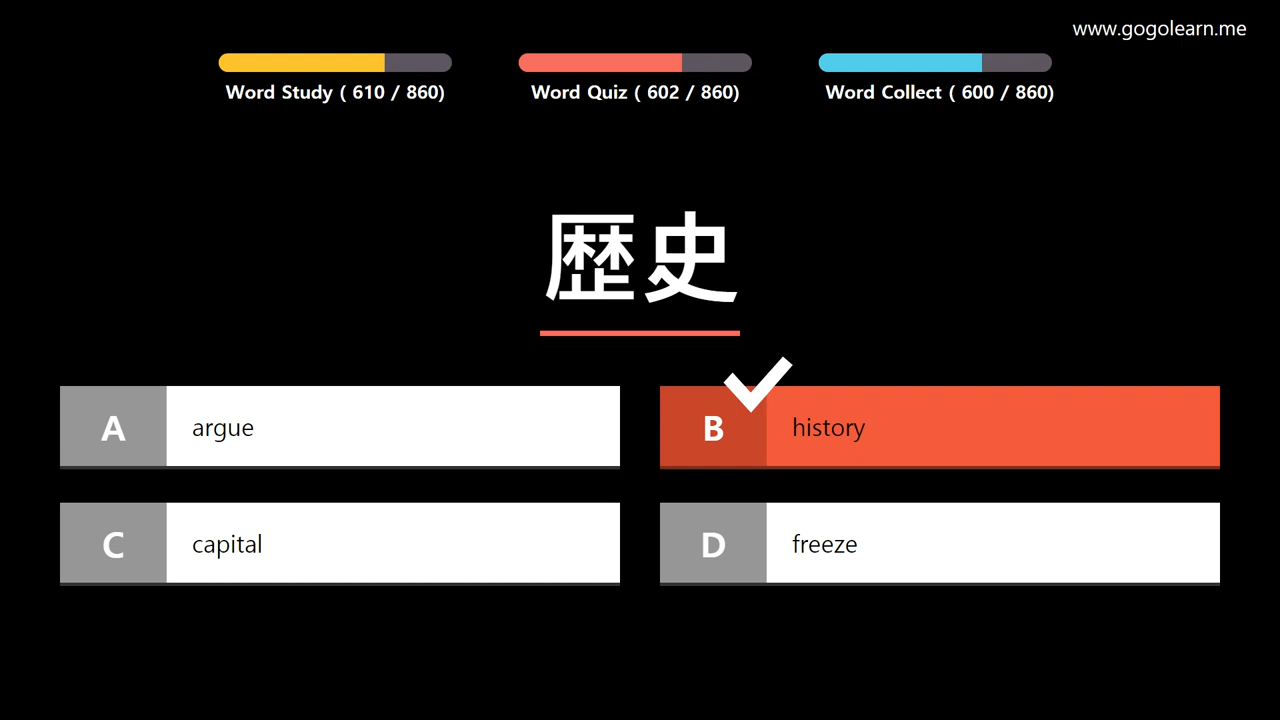 www.gogolearn.me
Word Study ( 610 / 860)
Word Quiz ( 602 / 860)
Word Collect ( 600 / 860)
歴史
A argue
B history
C capital
D freeze